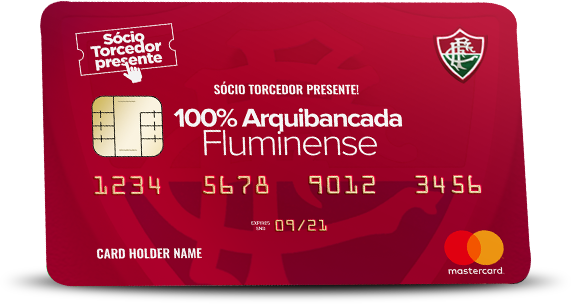 Sócio
Torcedor
presente
SÓCIO TORCEDOR PRESENTE!
100% Arquibancada
Fluminense
1234 5678 9012 3456
EXPIRES
END 09/21
CARD HOLDER NAME
mastercard